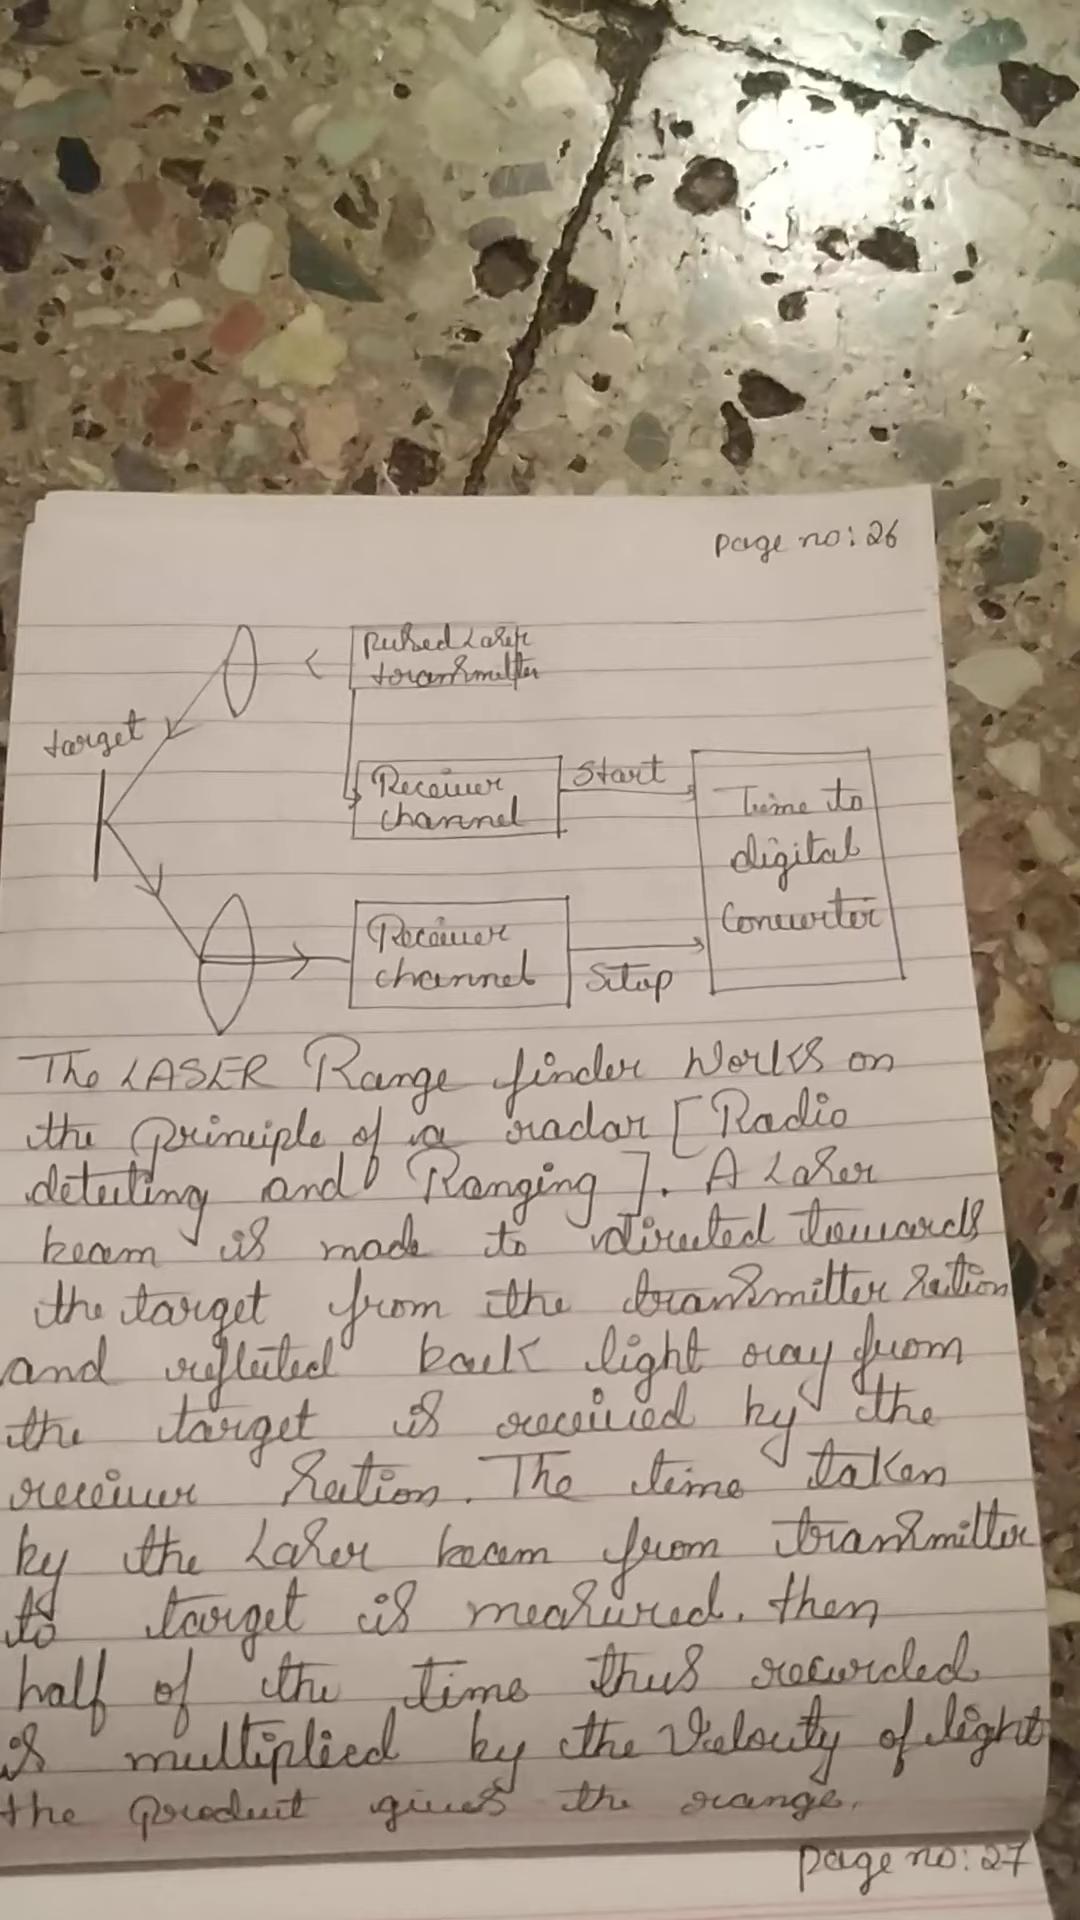 page no: 26
Pulsed Laser
transmitter
target
Receiver
channel
Start
Time to
digital
Converter
Receiver
channel
Stop
The LASER Range finder works on
the principle of a radar [Radio
detecting and Ranging]. A Laser
beam is made to directed towards
the target from the transmitter section
and reflected back light ray from
the target is received by the
receiver section. The time taken
by the Laser beam from transmitter
to target is measured. then
half of the time thus recorded
is multiplied by the Velocity of light
the product gives the range.
page no: 27